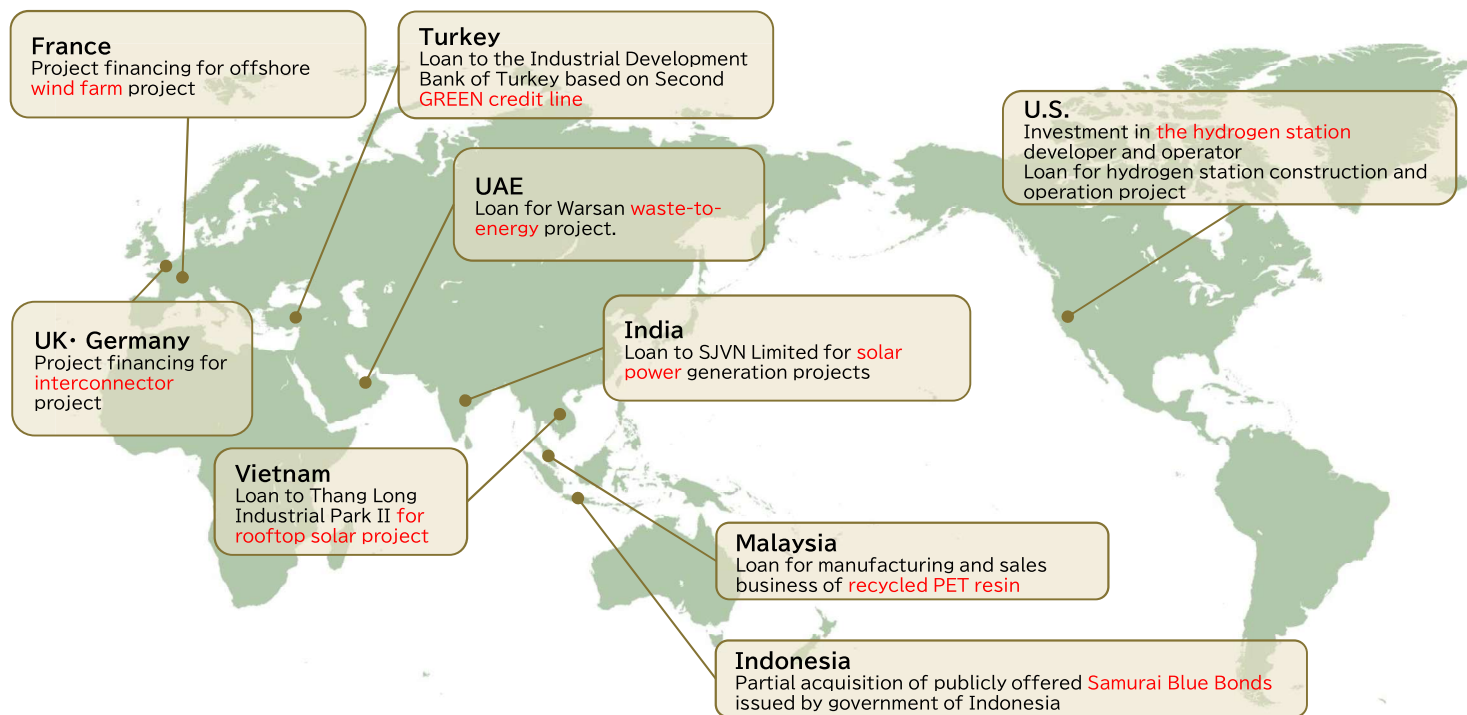 France
Project financing for offshore
wind farm project
Turkey
Loan to the Industrial Development
Bank of Turkey based on Second
GREEN credit line
U.S.
Investment in the hydrogen station
developer and operator
Loan for hydrogen station construction and
operation project
UAE
Loan for Warsan waste-to-
energy project.
UK・ Germany
Project financing for
interconnector
project
India
Loan to SJVN Limited for solar
power generation projects
Vietnam
Loan to Thang Long
Industrial Park II for
rooftop solar project
Malaysia
Loan for manufacturing and sales
business of recycled PET resin
Indonesia
Partial acquisition of publicly offered Samurai Blue Bonds
issued by government of Indonesia